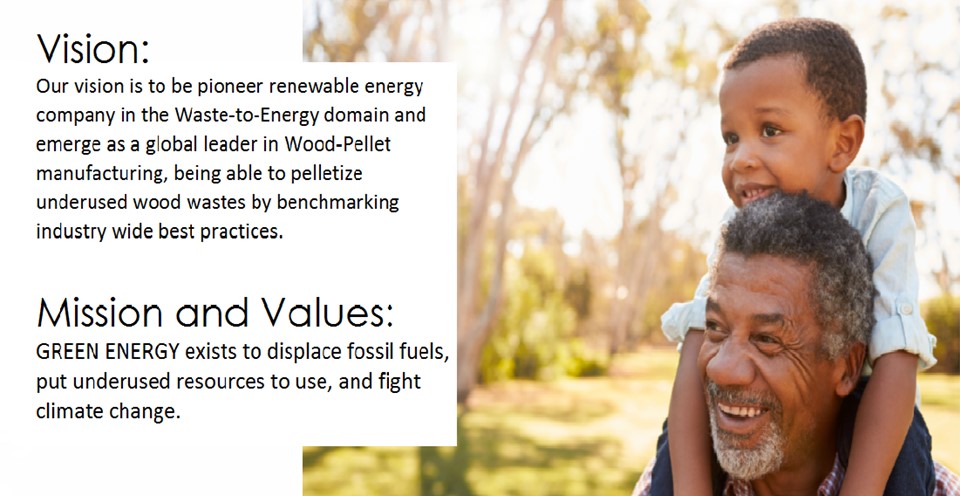 Vision:
Our vision is to be pioneer renewable energy
company in the Waste-to-Energy domain and
emerge as a global leader in Wood-Pellet
manufacturing, being able to pelletize
underused wood wastes by benchmarking
industry wide best practices.
Mission and Values:
GREEN ENERGY exists to displace fossil fuels,
put underused resources to use, and fight
climate change.